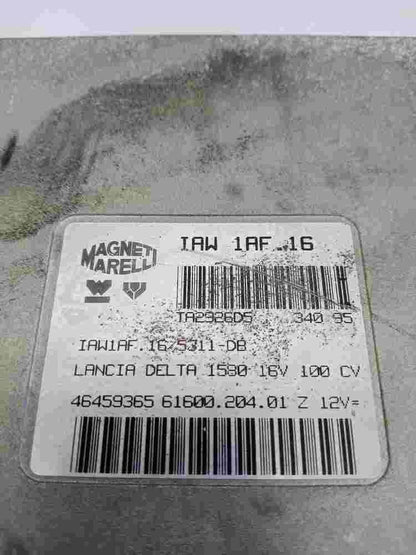 MAGNETI MARELLI
IAW 1AF.16
TA2926D5 340 95
IAW1AF.16/5311-DB
LANCIA DELTA 1580 16V 100 CV
46459365 61600.204.01 Z 12V=